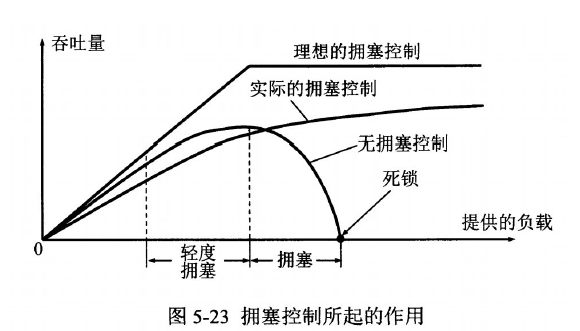 吞吐量
理想的拥塞控制
实际的拥塞控制
无拥塞控制
死锁
提供的负载
0
轻度
拥塞
拥塞
图 5-23 拥塞控制所起的作用